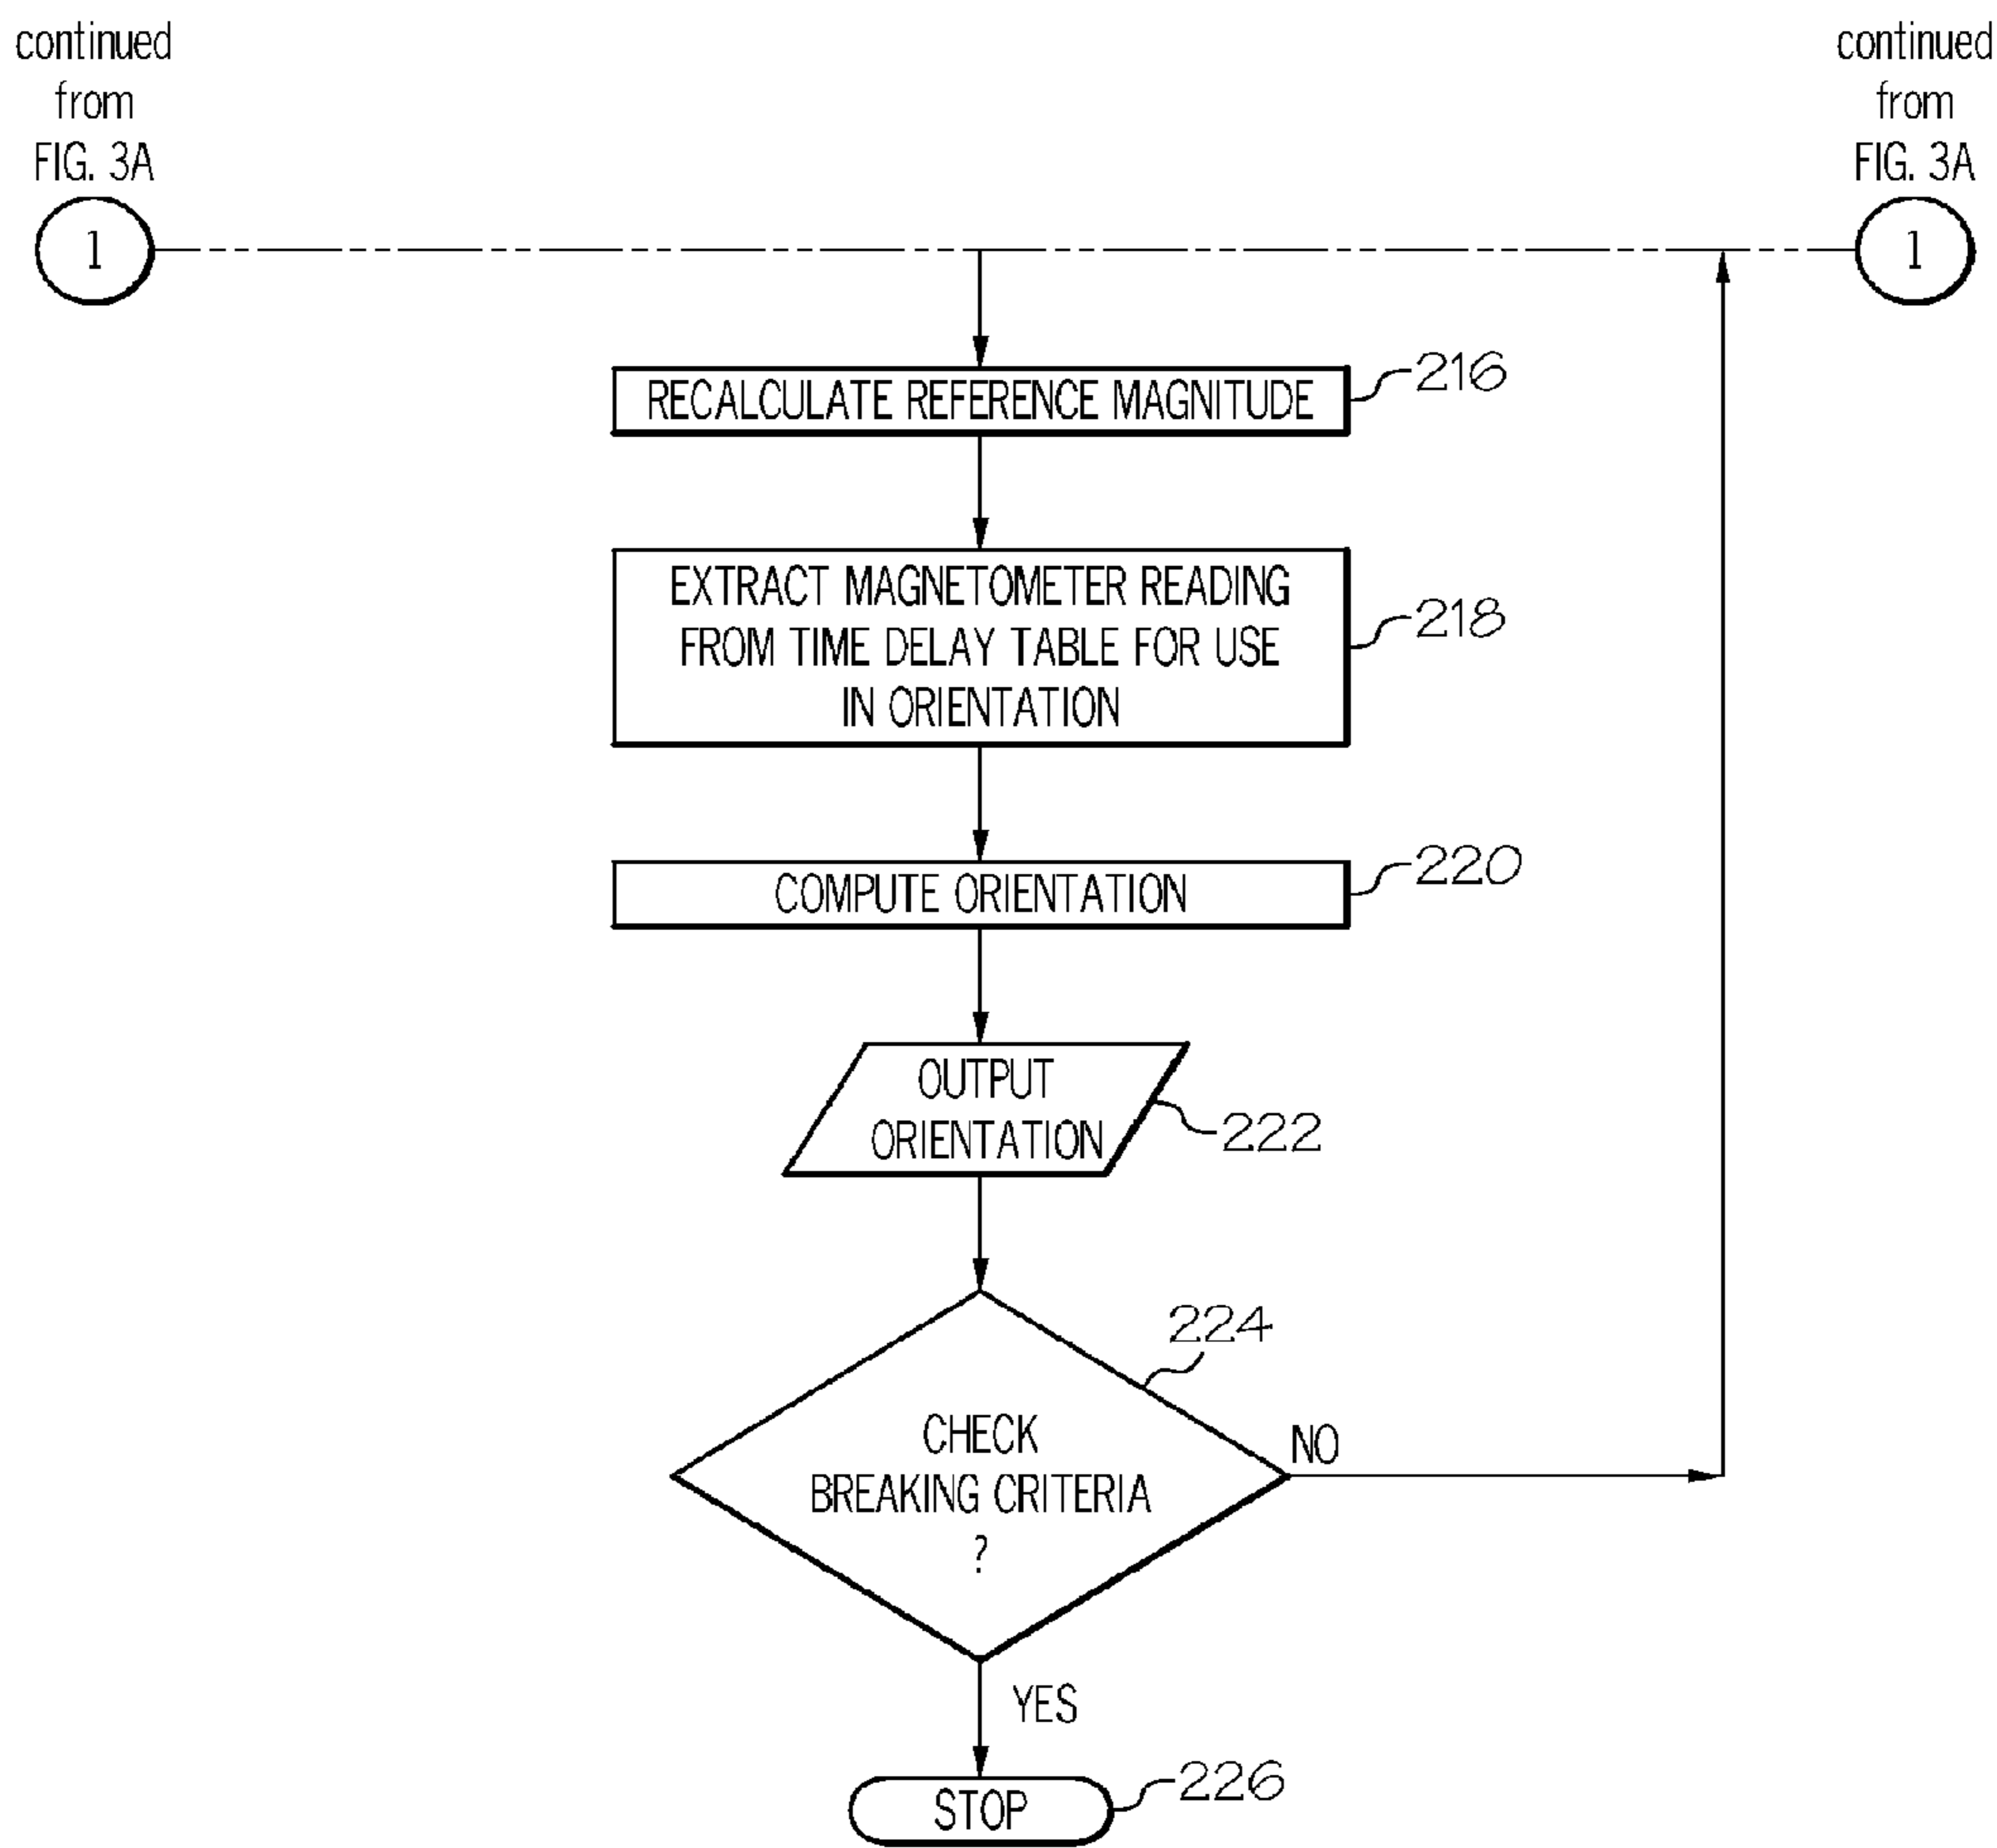 continued
from
FIG. 3A
1
continued
from
FIG. 3A
1
RECALCULATE REFERENCE MAGNITUDE
216
EXTRACT MAGNETOMETER READING
FROM TIME DELAY TABLE FOR USE
IN ORIENTATION
218
COMPUTE ORIENTATION
220
OUTPUT
ORIENTATION
222
224
CHECK
BREAKING CRITERIA
?
NO
YES
STOP
226